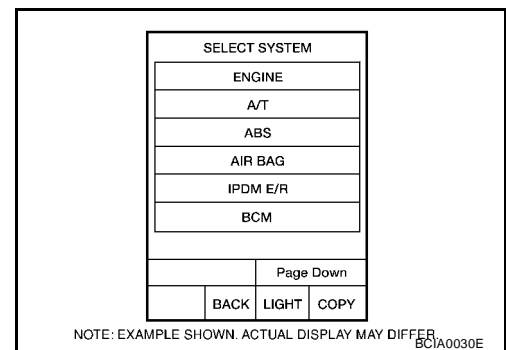 SELECT SYSTEM
ENGINE
A/T
ABS
AIR BAG
IPDM E/R
BCM
Page Down
BACK LIGHT COPY
NOTE: EXAMPLE SHOWN. ACTUAL DISPLAY MAY DIFFER.
BCIA0030E